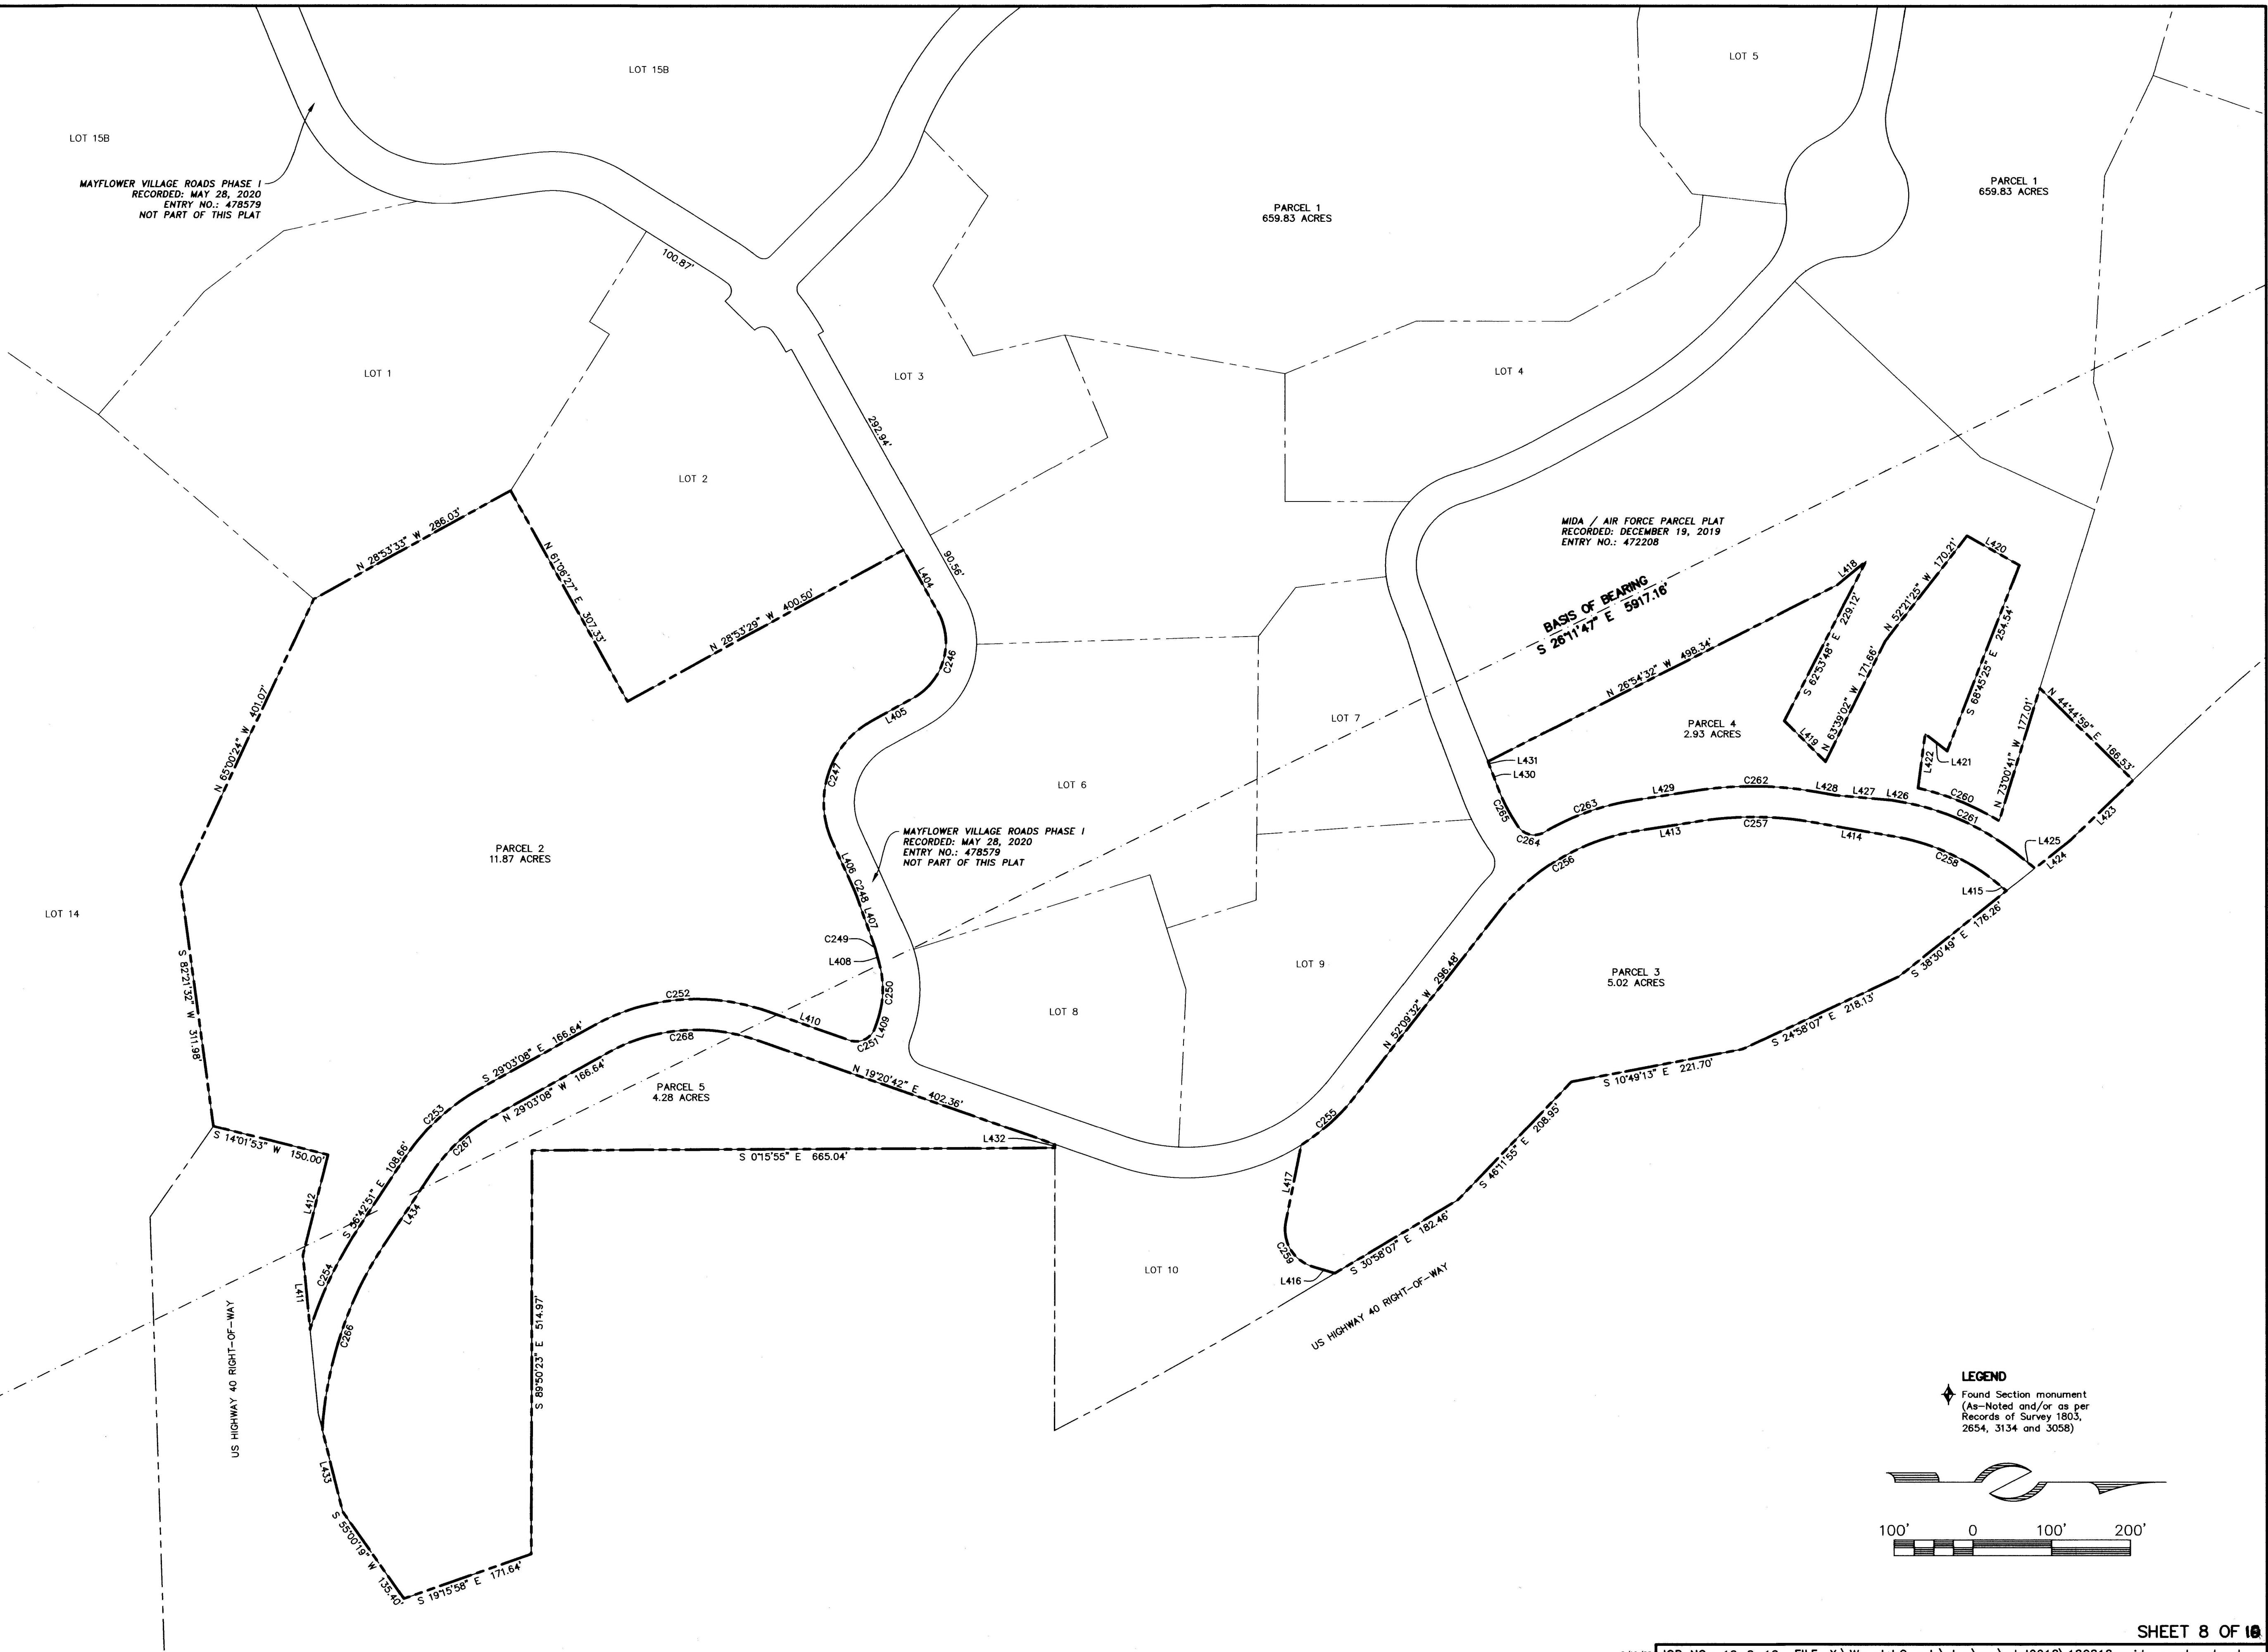 LOT 15B
LOT 5
LOT 15B
MAYFLOWER VILLAGE ROADS PHASE I
RECORDED: MAY 28, 2020
ENTRY NO.: 478579
NOT PART OF THIS PLAT
PARCEL 1
659.83 ACRES
PARCEL 1
659.83 ACRES
100.87'
LOT 1
LOT 3
LOT 4
292.94'
LOT 2
N 28°53'33" W 286.03'
N 61°06'27" E 307.33'
N 28°53'29" W 400.50'
L404
90.56'
C246
L405
C247
MIDA / AIR FORCE PARCEL PLAT
RECORDED: DECEMBER 19, 2019
ENTRY NO.: 472208
BASIS OF BEARING
S 26°11'47" E 5917.16'
L418
L420
N 52°21'25" W 170.21'
S 62°53'48" E 229.12'
N 63°39'02" W 171.66'
S 68°45'25" E 254.54'
N 26°54'32" W 498.34'
N 65°00'24" W 401.07'
LOT 7
PARCEL 4
2.93 ACRES
L419
L421
L422
N 73°00'41" W 177.01'
N 44°44'59" E 166.53'
L431
L430
LOT 6
C265
C264
C263
L429
C262
L428
L427
L426
C260
C261
L423
L424
L425
MAYFLOWER VILLAGE ROADS PHASE I
RECORDED: MAY 28, 2020
ENTRY NO.: 478579
NOT PART OF THIS PLAT
PARCEL 2
11.87 ACRES
L406
C248
L407
C249
L408
C250
L409
C251
C256
L413
C257
L414
C258
L415
LOT 14
S 82°21'32" W 311.98'
LOT 9
PARCEL 3
5.02 ACRES
S 38°30'49" E 176.26'
N 52°09'32" W 296.48'
C252
L410
C268
S 29°03'08" E 166.64'
N 29°03'08" W 166.64'
LOT 8
S 24°58'07" E 218.13'
S 10°49'13" E 221.70'
PARCEL 5
4.28 ACRES
N 19°20'42" E 402.36'
C253
C267
C255
S 46°11'55" E 208.95'
S 14°01'53" W 150.00'
S 56°42'51" E 108.66'
L432
S 0°15'55" E 665.04'
L412
L434
L417
L411
C254
C259
L416
S 30°58'07" E 182.46'
LOT 10
US HIGHWAY 40 RIGHT-OF-WAY
C266
S 89°50'23" E 514.97'
US HIGHWAY 40 RIGHT-OF-WAY
LEGEND
Found Section monument
(As-Noted and/or as per
Records of Survey 1803,
2654, 3134 and 3058)
L433
S 55°00'19" W 135.40'
S 19°15'58" E 171.64'
100' 0 100' 200'
SHEET 8 OF